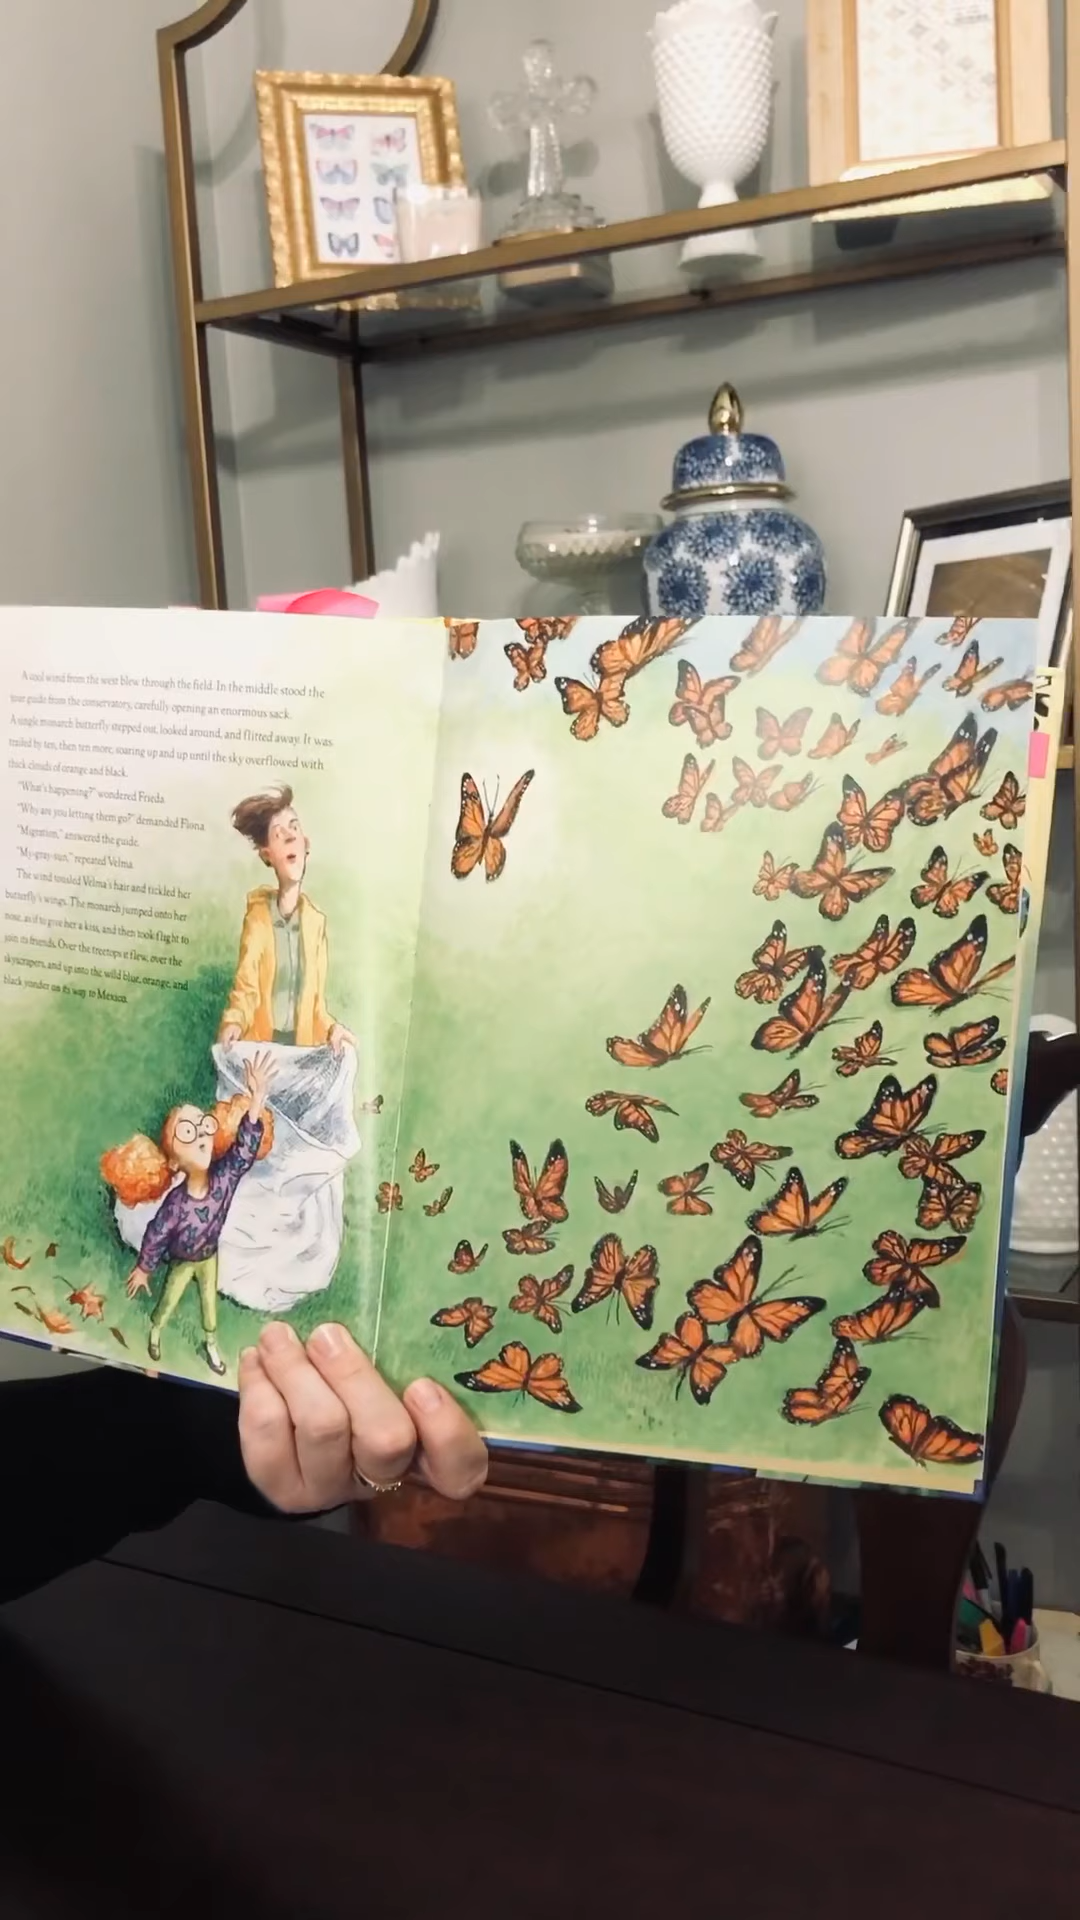 A cool wind from the west blew through the field. In the middle stood the
tour guide from the conservatory, carefully opening an enormous sack.
A single monarch butterfly stepped out, looked around, and flitted away. It was
trailed by ten, then ten more, soaring up and up until the sky overflowed with
thick clouds of orange and black.
"What's happening?" wondered Frieda.
"Why are you letting them go?" demanded Fiona.
"Migration," answered the guide.
"My-gray-sun," repeated Velma.
The wind tousled Velma's hair and tickled her
butterfly's wings. The monarch jumped onto her
nose, as if to give her a kiss, and then took flight to
join its friends. Over the treetops it flew, over the
skyscrapers, and up into the wild blue, orange, and
black yonder on its way to Mexico.